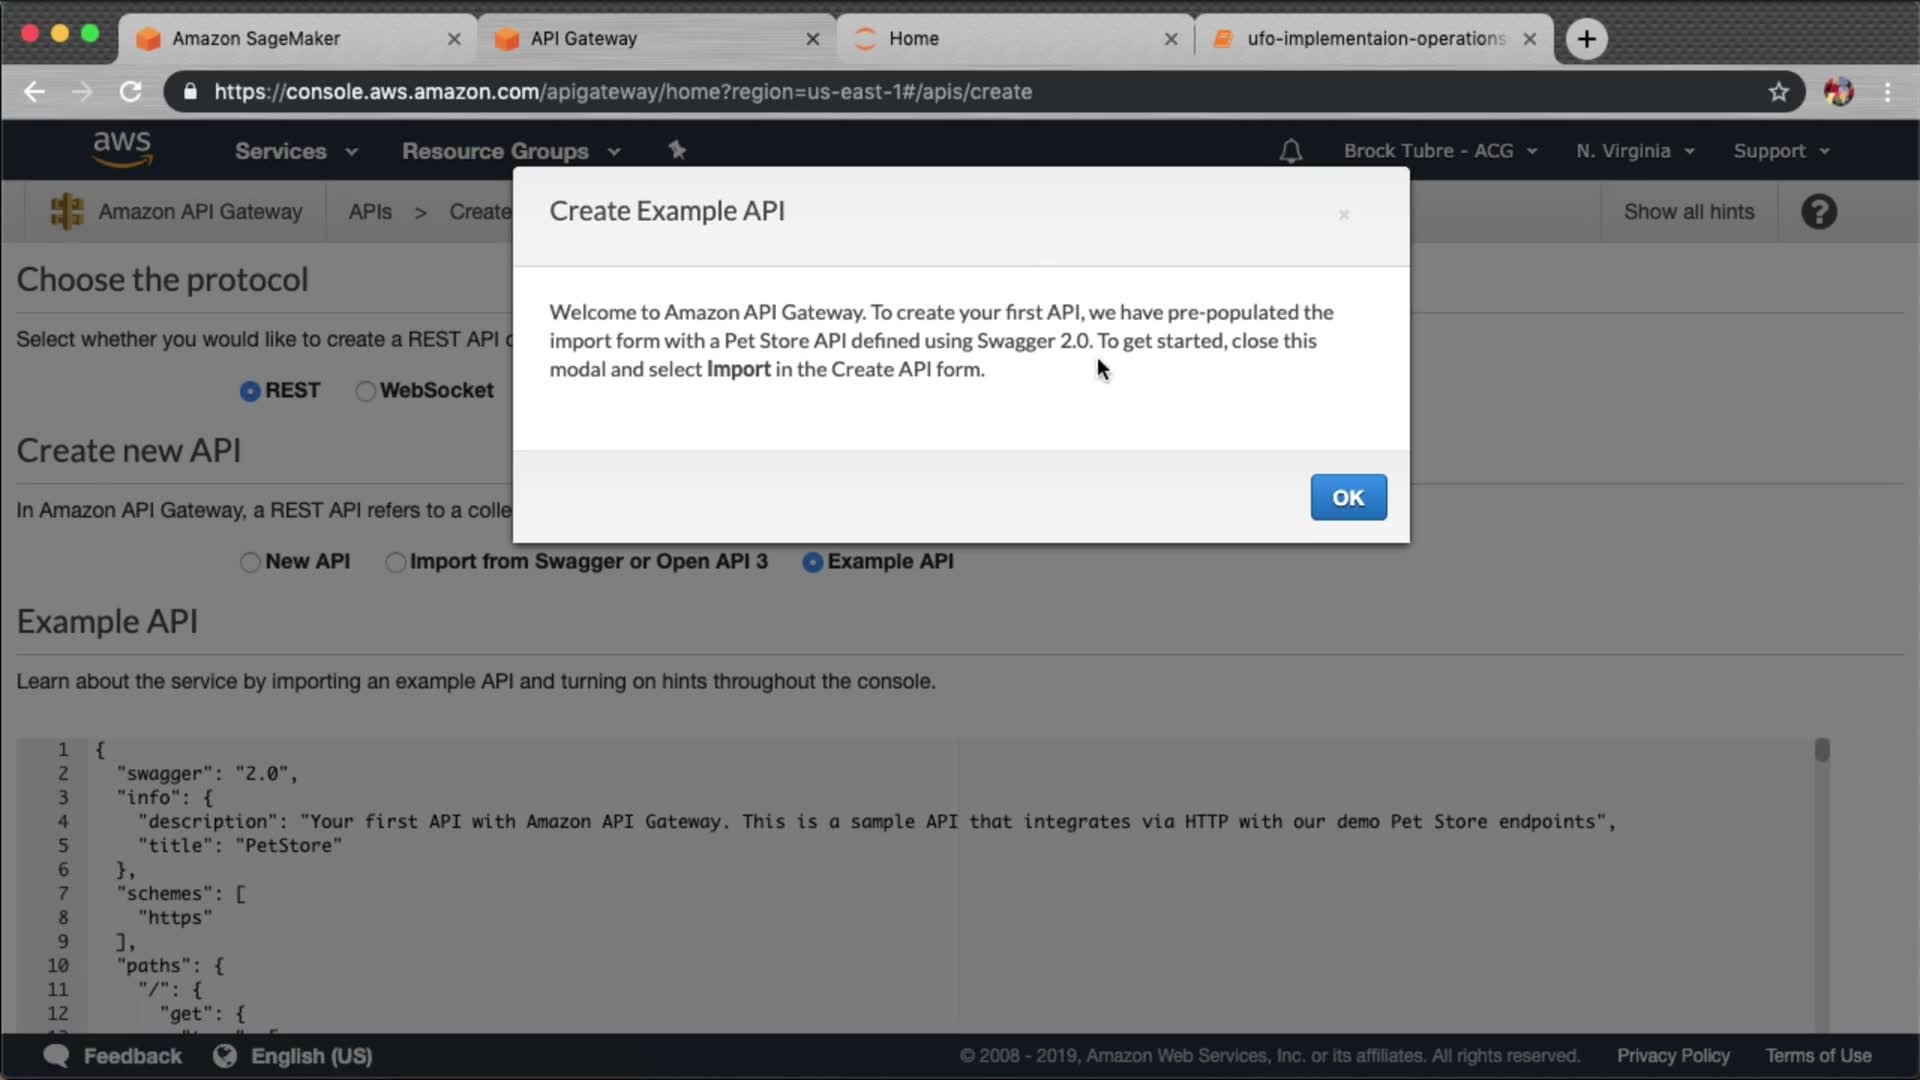 Amazon SageMaker
API Gateway
Home
ufo-implementaion-operations
https://console.aws.amazon.com/apigateway/home?region=us-east-1#/apis/create
aws
Services
Resource Groups
Brock Tubre - ACG
N. Virginia
Support
Amazon API Gateway
APIs > Create
Show all hints
?
Create Example API
×
Welcome to Amazon API Gateway. To create your first API, we have pre-populated the
import form with a Pet Store API defined using Swagger 2.0. To get started, close this
modal and select Import in the Create API form.
OK
Choose the protocol
Select whether you would like to create a REST API
REST
WebSocket
Create new API
In Amazon API Gateway, a REST API refers to a colle
New API
Import from Swagger or Open API 3
Example API
Example API
Learn about the service by importing an example API and turning on hints throughout the console.
1 {
2 "swagger": "2.0",
3 "info": {
4 "description": "Your first API with Amazon API Gateway. This is a sample API that integrates via HTTP with our demo Pet Store endpoints",
5 "title": "PetStore"
6 },
7 "schemes": [
8 "https"
9 ],
10 "paths": {
11 "/": {
12 "get": {
Feedback
English (US)
© 2008 - 2019, Amazon Web Services, Inc. or its affiliates. All rights reserved.
Privacy Policy
Terms of Use